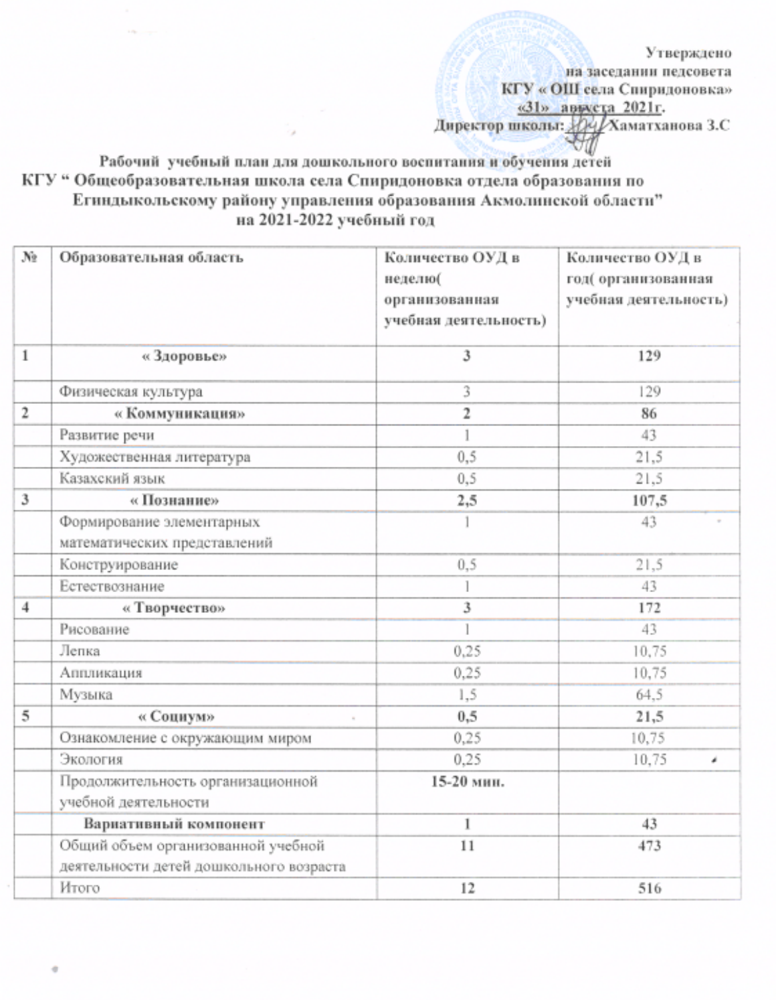 Утверждено
на заседании педсовета
КГУ « ОШ села Спиридоновка»
«31» августа 2021г.
Директор школы: Хаматханова З.С
Рабочий учебный план для дошкольного воспитания и обучения детей
КГУ “ Общеобразовательная школа села Спиридоновка отдела образования по
Егиндыкольскому району управления образования Акмолинской области”
на 2021-2022 учебный год
№ Образовательная область Количество ОУД в неделю( организованная учебная деятельность) Количество ОУД в год( организованная учебная деятельность)
1 « Здоровье» 3 129
Физическая культура 3 129
2 « Коммуникация» 2 86
Развитие речи 1 43
Художественная литература 0,5 21,5
Казахский язык 0,5 21,5
3 « Познание» 2,5 107,5
Формирование элементарных математических представлений 1 43
Конструирование 0,5 21,5
Естествознание 1 43
4 « Творчество» 3 172
Рисование 1 43
Лепка 0,25 10,75
Аппликация 0,25 10,75
Музыка 1,5 64,5
5 « Социум» 0,5 21,5
Ознакомление с окружающим миром 0,25 10,75
Экология 0,25 10,75
Продолжительность организационной учебной деятельности 15-20 мин.
Вариативный компонент 1 43
Общий объем организованной учебной деятельности детей дошкольного возраста 11 473
Итого 12 516